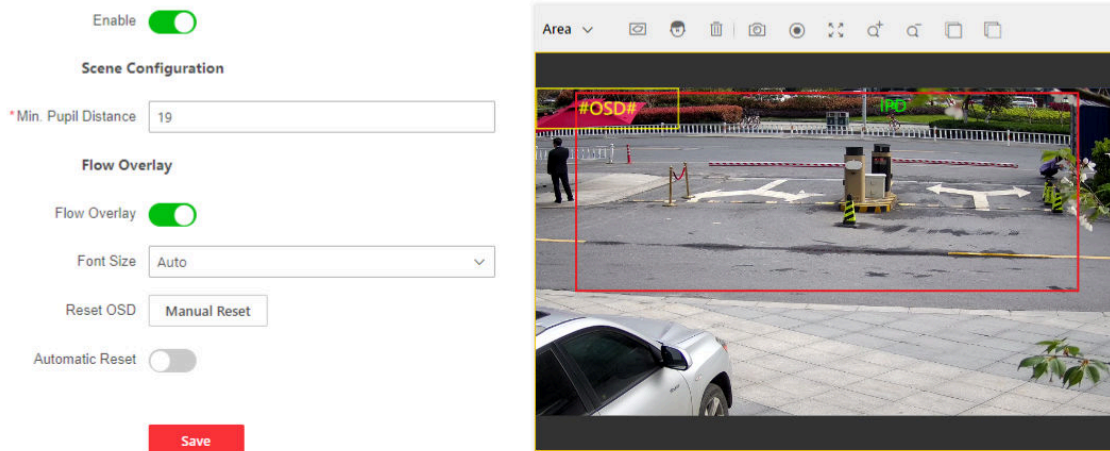 Enable
Scene Configuration
*Min. Pupil Distance 19
Flow Overlay
Flow Overlay
Font Size Auto
Reset OSD Manual Reset
Automatic Reset
Save
Area
#OSD#
IPD